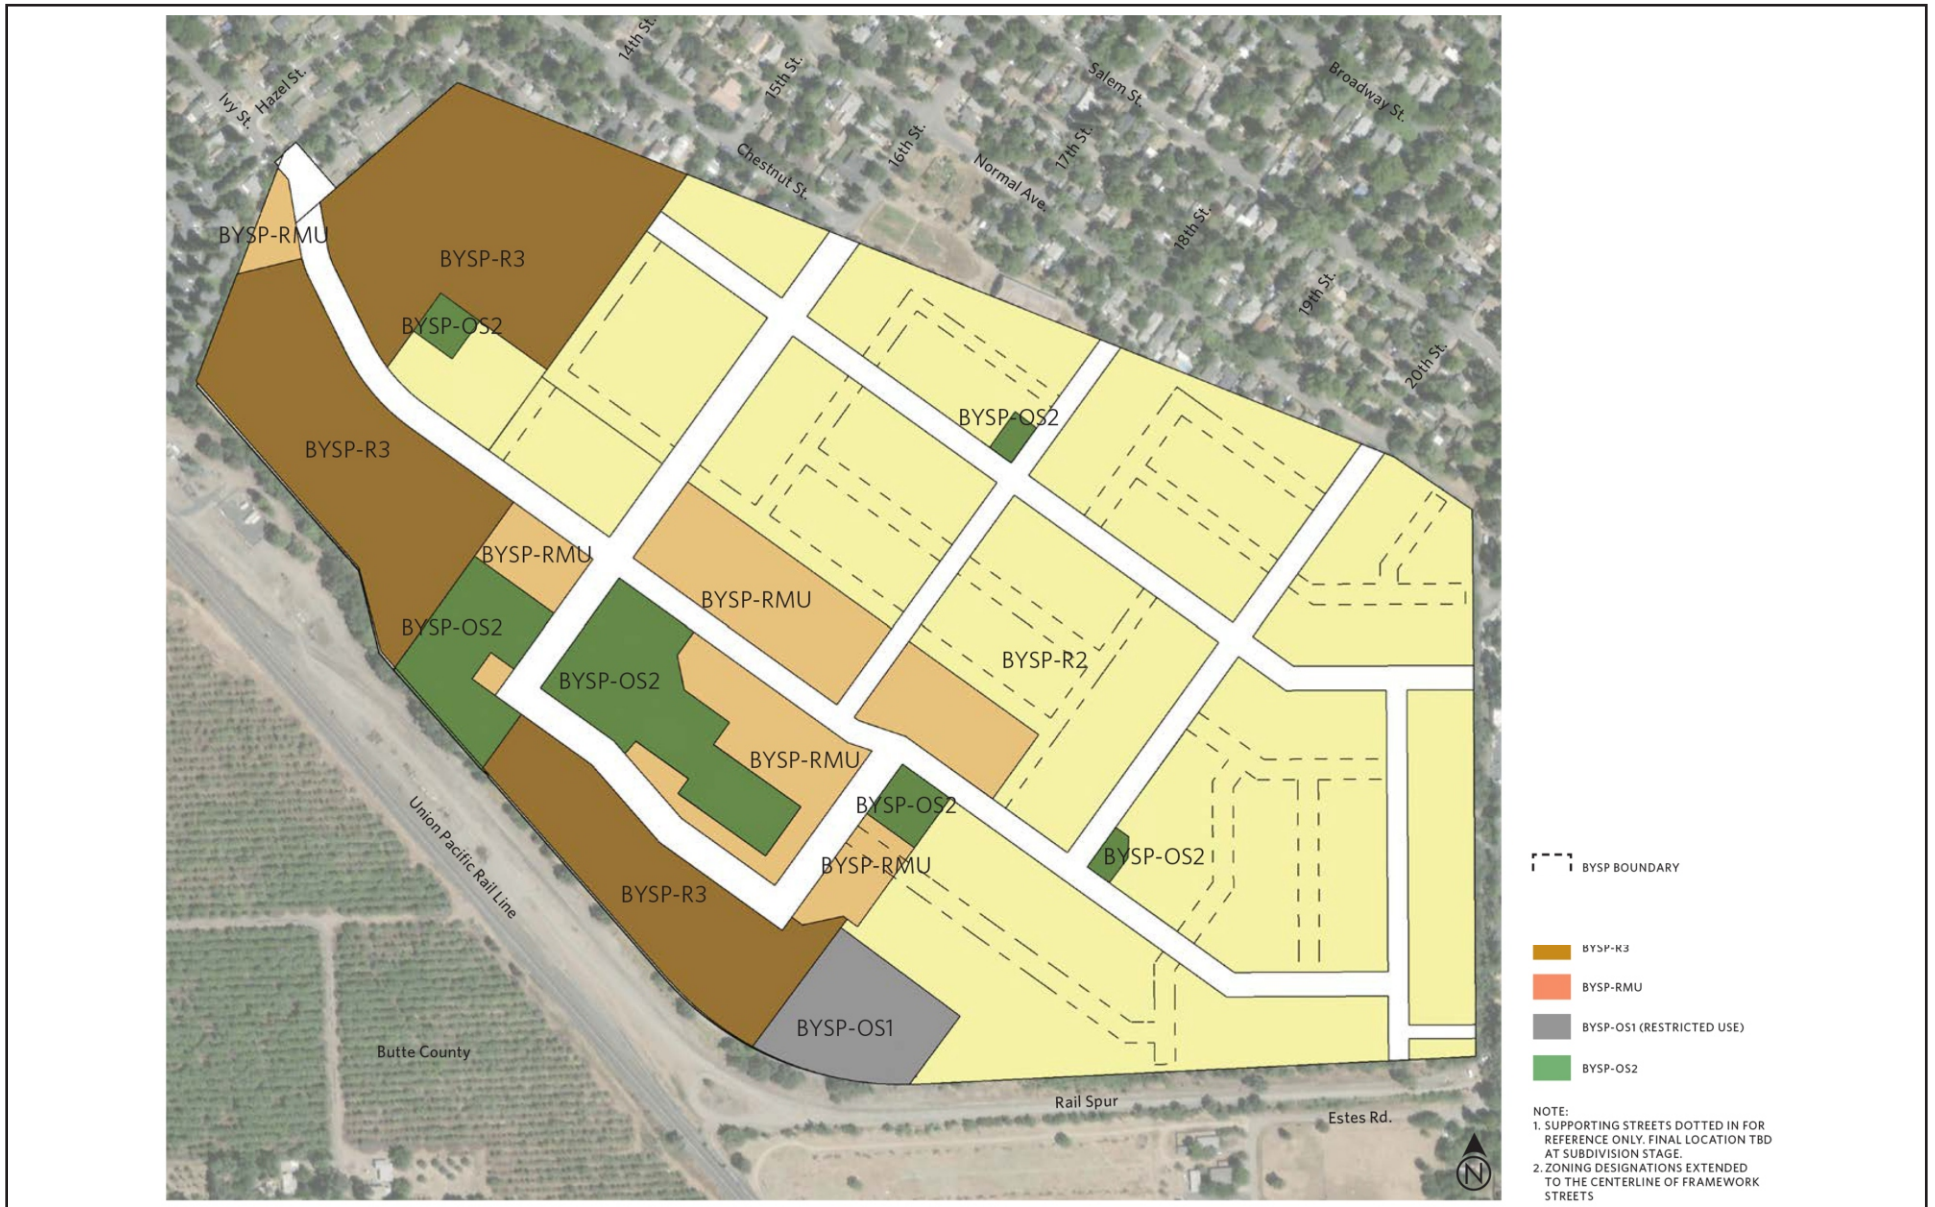 14th St.
15th St.
Salem St.
Broadway St.
Ivy St.
Hazel St.
Chestnut St.
16th St.
Normal Ave.
17th St.
18th St.
19th St.
20th St.
BYSP-RMU
BYSP-R3
BYSP-OS2
BYSP-OS2
BYSP-R3
BYSP-RMU
BYSP-RMU
BYSP-OS2
BYSP-R2
BYSP-OS2
BYSP-RMU
BYSP-OS2
BYSP-OS2
BYSP-RMU
BYSP-R3
BYSP-OS1
Union Pacific Rail Line
Butte County
Rail Spur
Estes Rd.
N
BYSP BOUNDARY
BYSP-R3
BYSP-RMU
BYSP-OS1 (RESTRICTED USE)
BYSP-OS2
NOTE:
1. SUPPORTING STREETS DOTTED IN FOR
REFERENCE ONLY. FINAL LOCATION TBD
AT SUBDIVISION STAGE.
2. ZONING DESIGNATIONS EXTENDED
TO THE CENTERLINE OF FRAMEWORK
STREETS